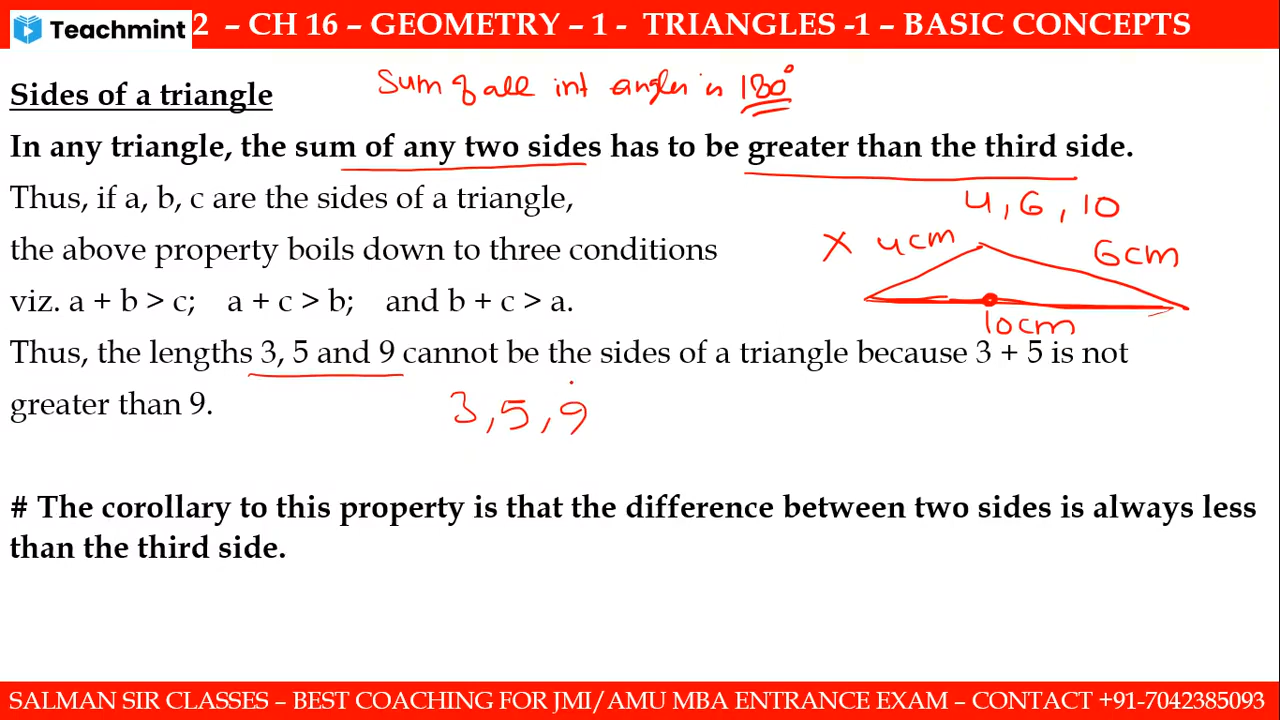 Teachmint 2 – CH 16 – GEOMETRY – 1 - TRIANGLES -1 – BASIC CONCEPTS
Sides of a triangle
Sum of all int angles is 180°
In any triangle, the sum of any two sides has to be greater than the third side.
Thus, if a, b, c are the sides of a triangle,
4, 6, 10
the above property boils down to three conditions
X 4cm 6cm
viz. a + b > c; a + c > b; and b + c > a.
10cm
Thus, the lengths 3, 5 and 9 cannot be the sides of a triangle because 3 + 5 is not
greater than 9.
3, 5, 9
# The corollary to this property is that the difference between two sides is always less
than the third side.
SALMAN SIR CLASSES – BEST COACHING FOR JMI/AMU MBA ENTRANCE EXAM – CONTACT +91-7042385093